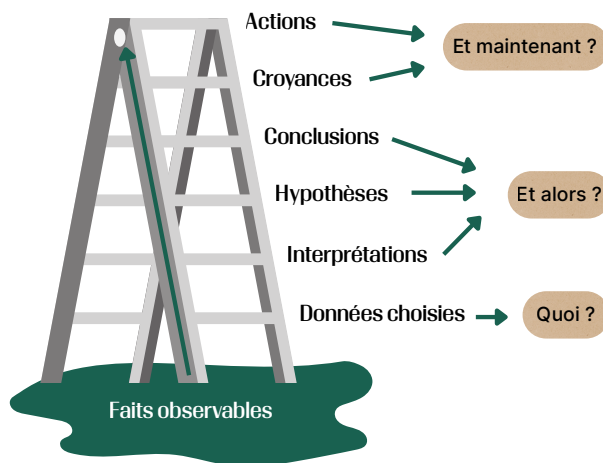 Actions
Et maintenant ?
Croyances
Conclusions
Hypothèses
Et alors ?
Interprétations
Données choisies
Quoi ?
Faits observables